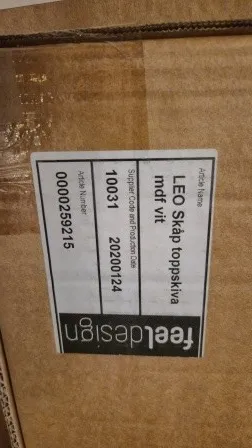 Article Name
LEO Skåp toppskiva
mdf vit
Supplier Code and Production Date
10031 20200124
Article Number
0000259215
feeldesign